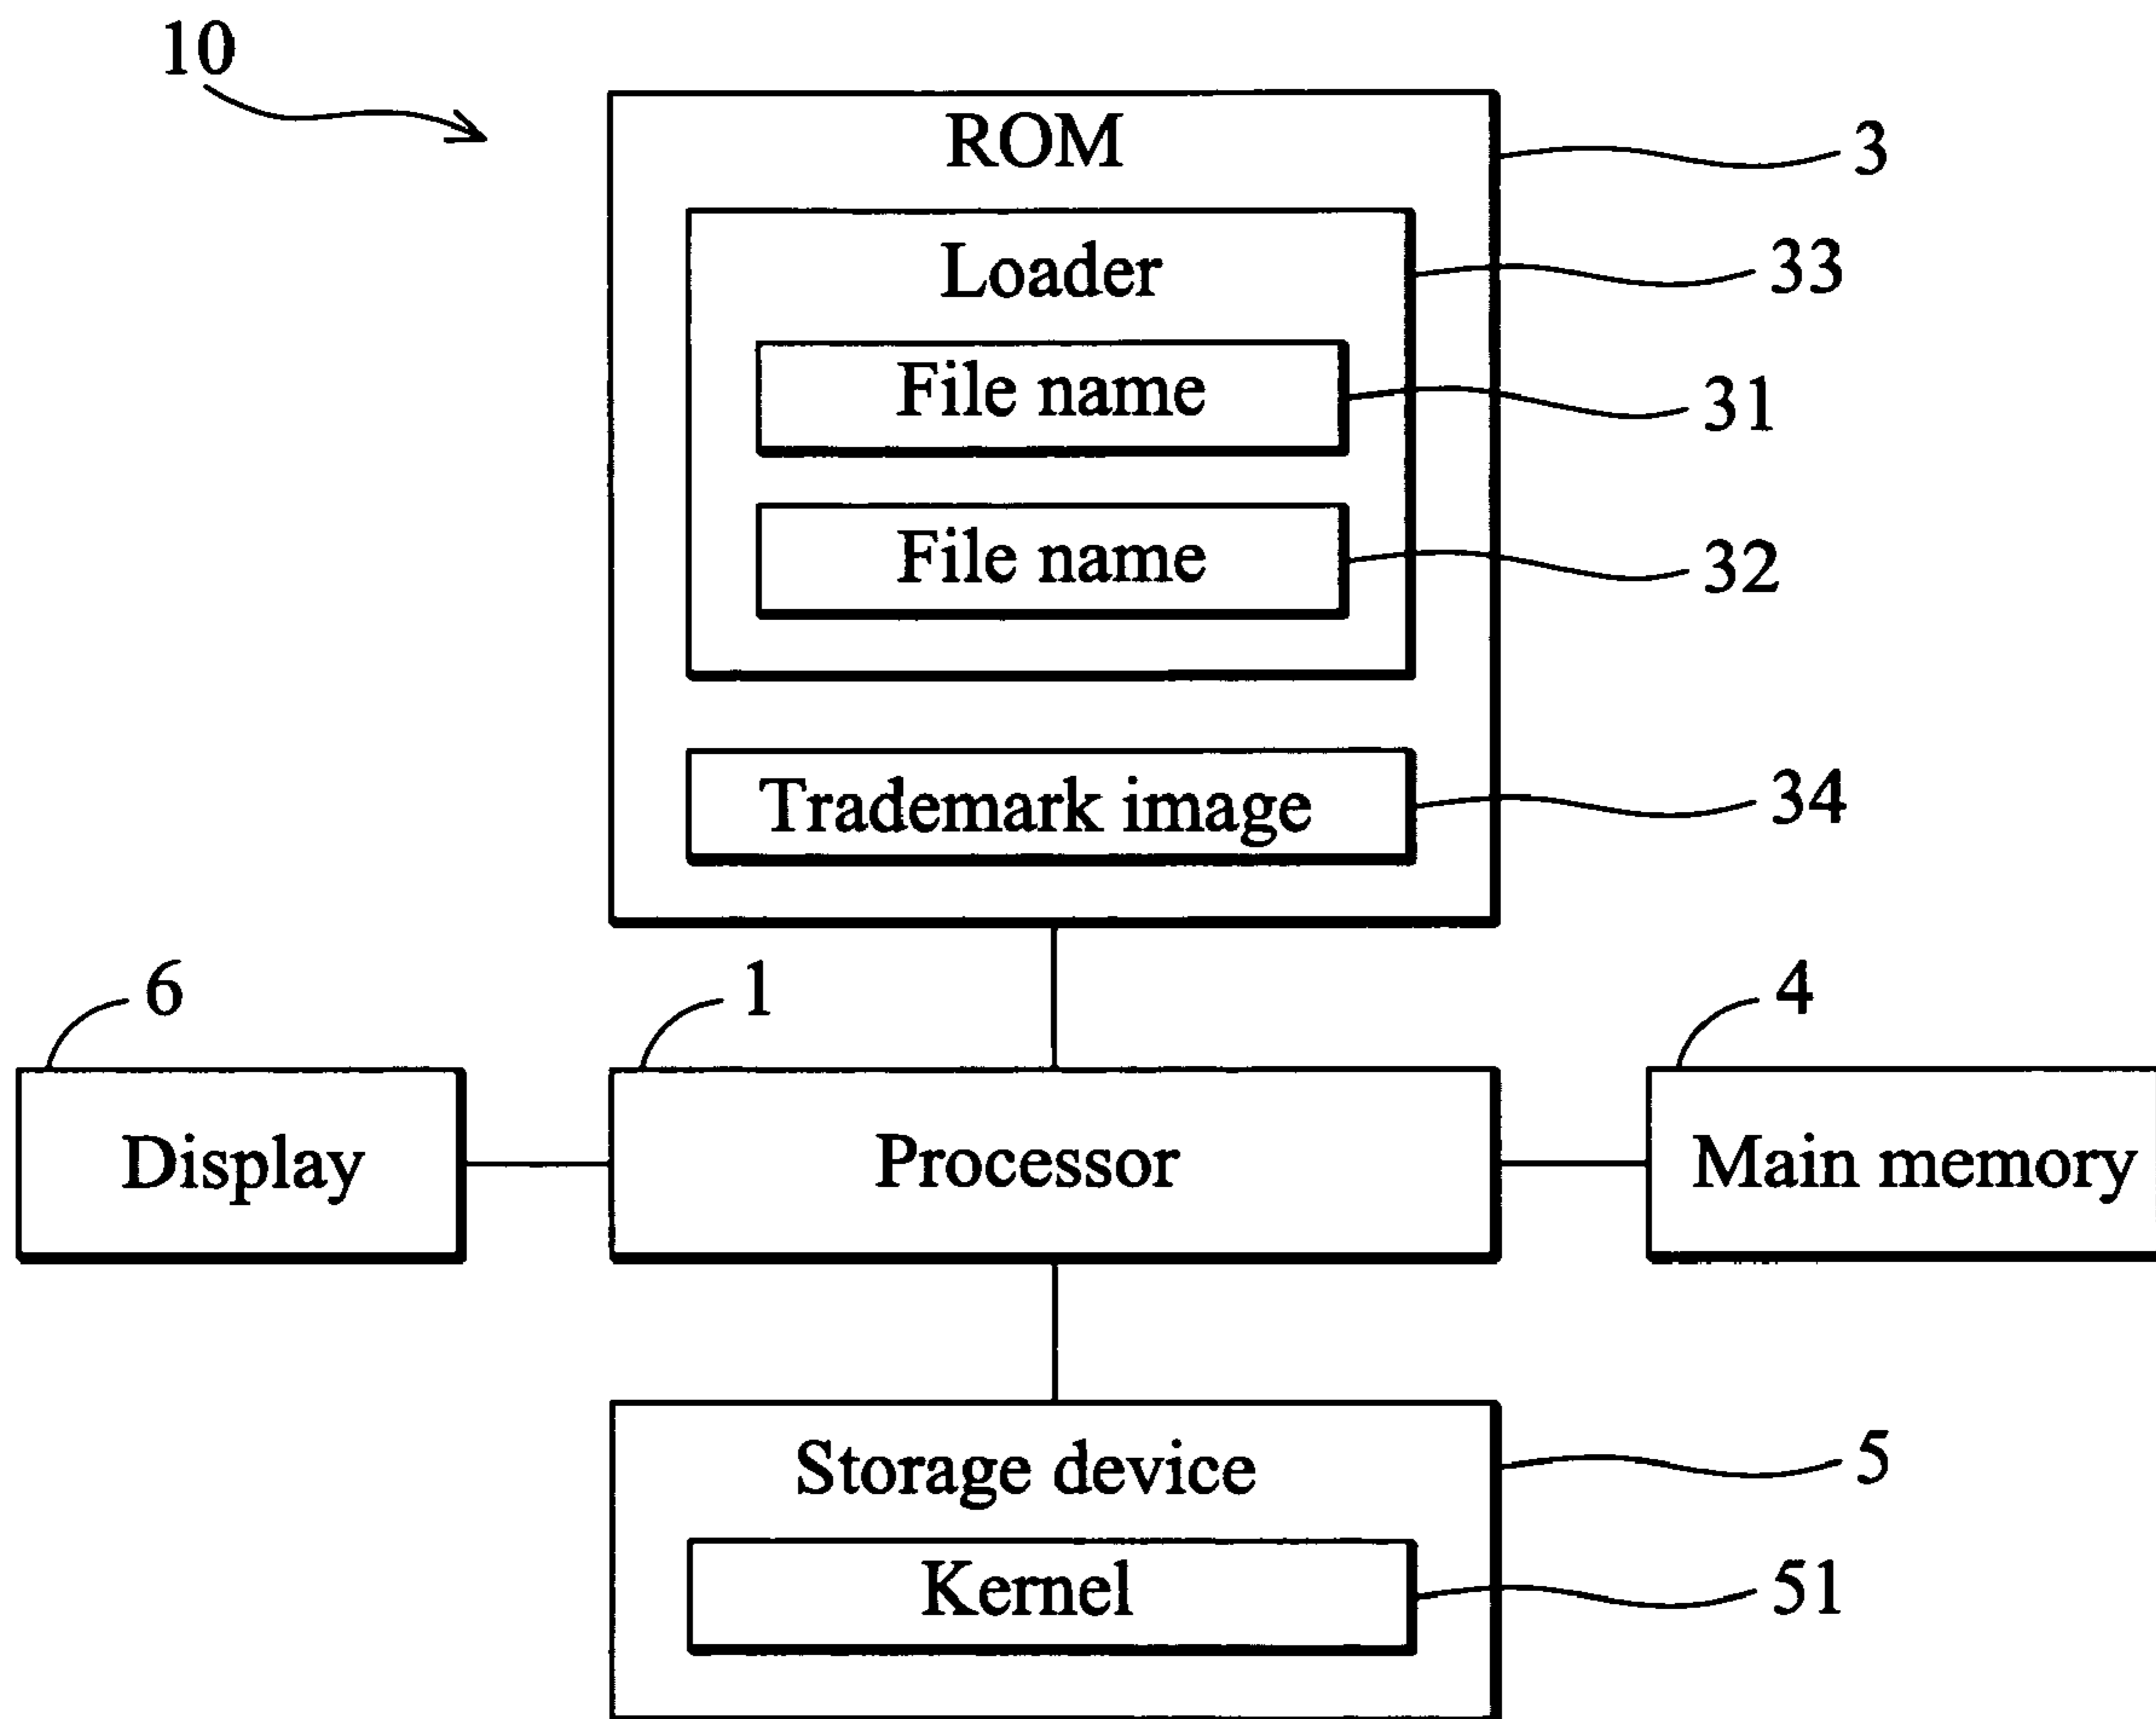 10
ROM
3
Loader
33
File name
31
File name
32
Trademark image
34
6
1
4
Display
Processor
Main memory
Storage device
5
Kernel
51